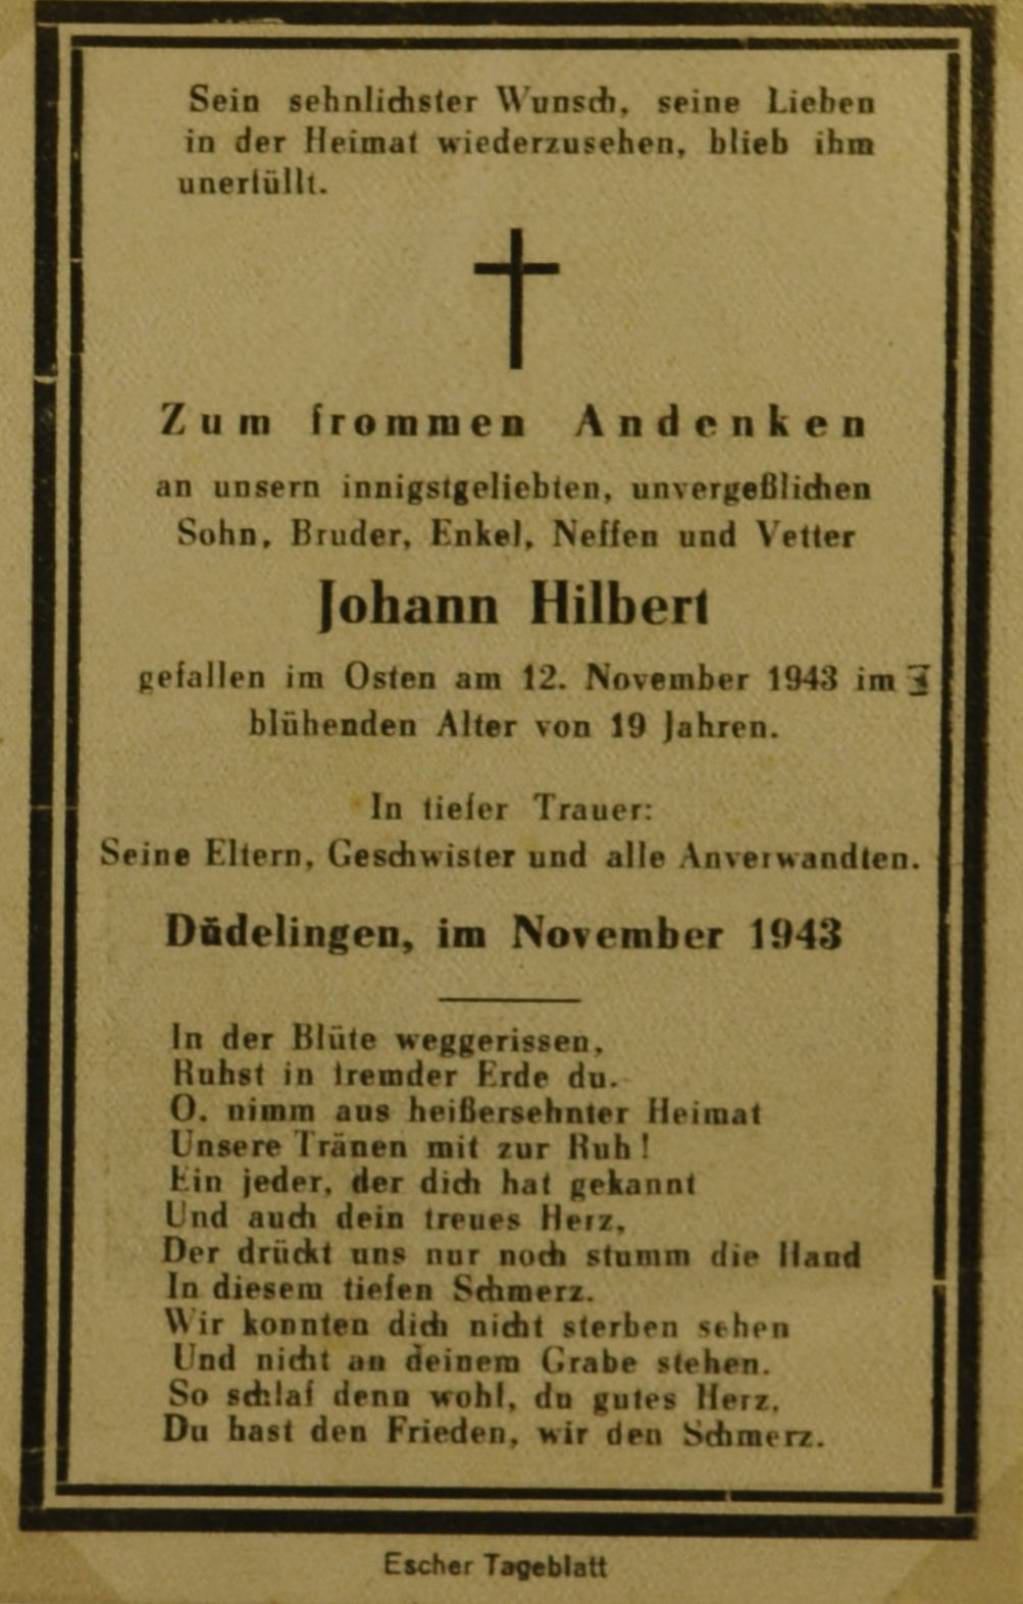 Sein sehnlichster Wunsch, seine Lieben
in der Heimat wiederzusehen, blieb ihm
unerfüllt.
Zum frommen Andenken
an unsern innigstgeliebten, unvergeßlichen
Sohn, Bruder, Enkel, Neffen und Vetter
Johann Hilbert
gefallen im Osten am 12. November 1943 im
blühenden Alter von 19 Jahren.
In tiefer Trauer:
Seine Eltern, Geschwister und alle Anverwandten.
Düdelingen, im November 1943
In der Blüte weggerissen,
Ruhst in fremder Erde du.
O, nimm aus heißersehnter Heimat
Unsere Tränen mit zur Ruh!
Ein jeder, der dich hat gekannt
Und auch dein treues Herz,
Der drückt uns nur noch stumm die Hand
In diesem tiefen Schmerz.
Wir konnten dich nicht sterben sehen
Und nicht an deinem Grabe stehen.
So schlaf denn wohl, du gutes Herz,
Du hast den Frieden, wir den Schmerz.
Escher Tageblatt